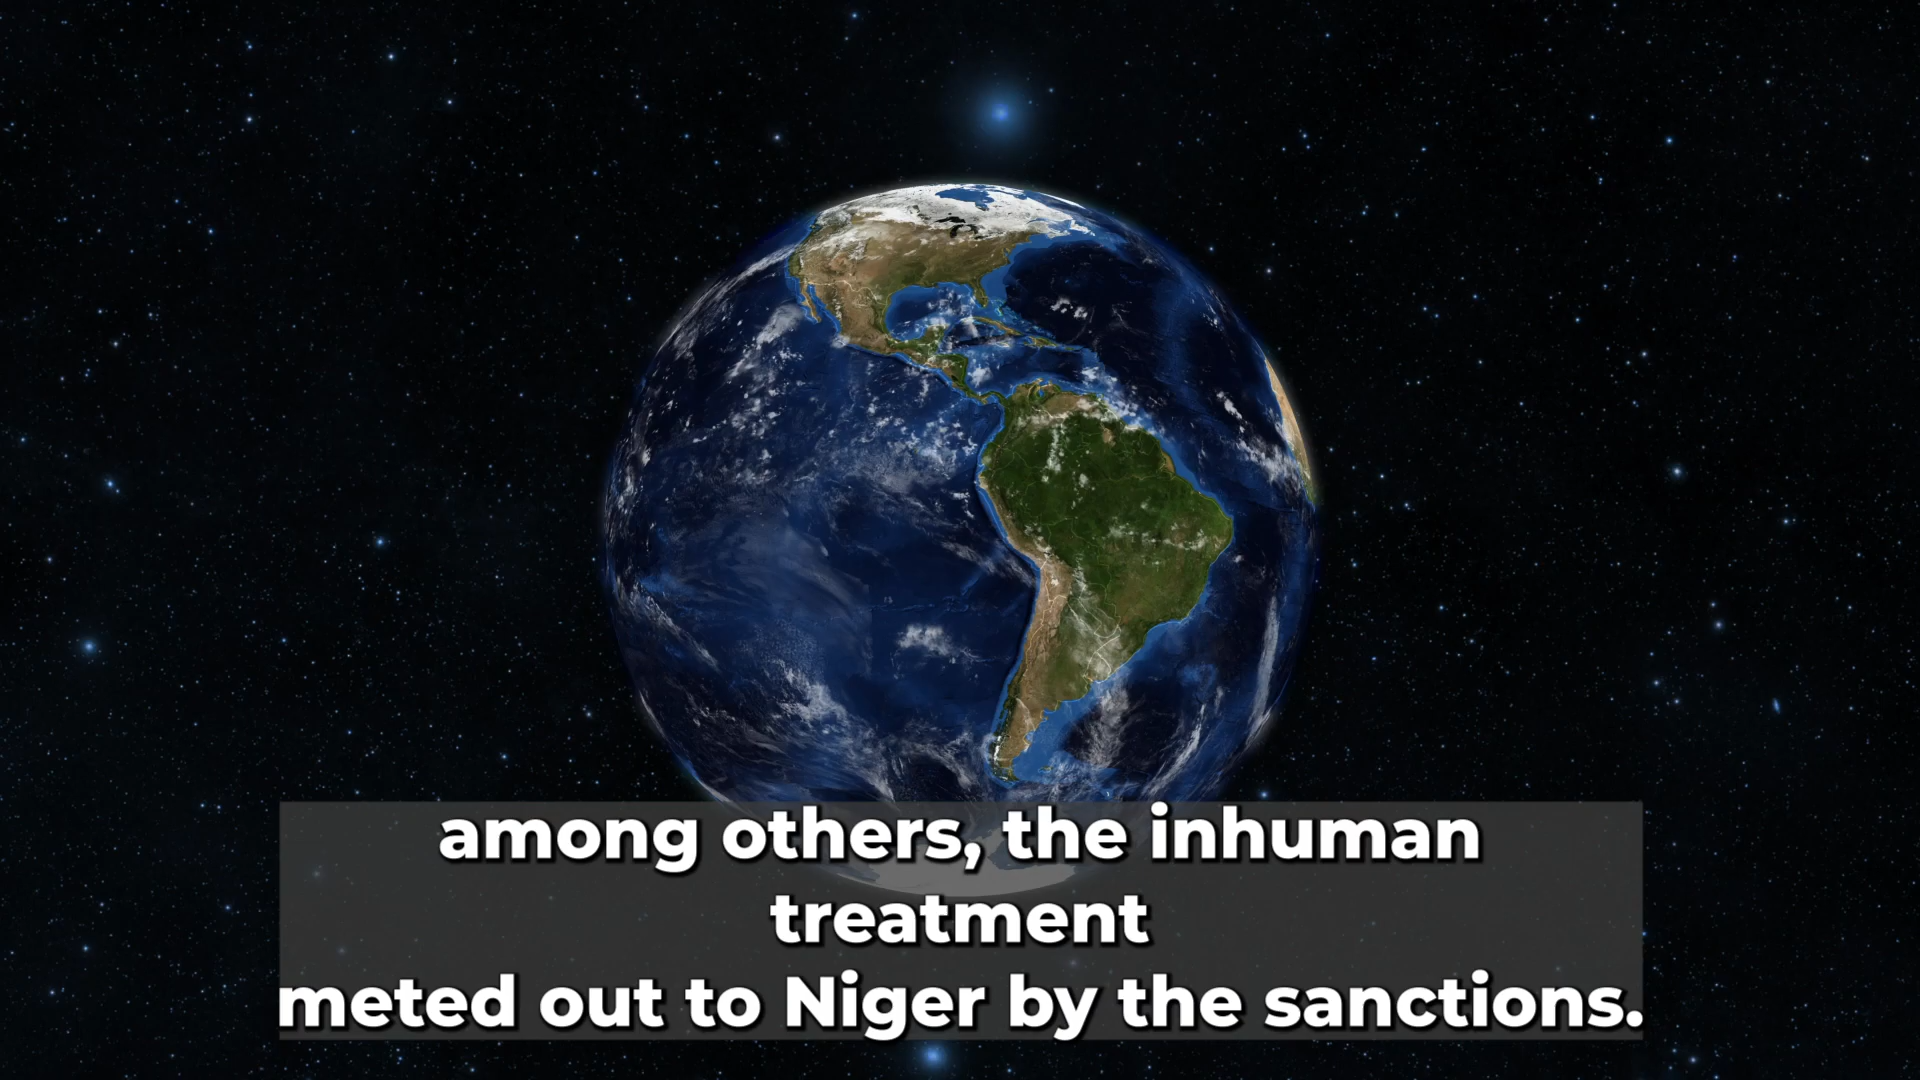 among others, the inhuman
treatment
meted out to Niger by the sanctions.